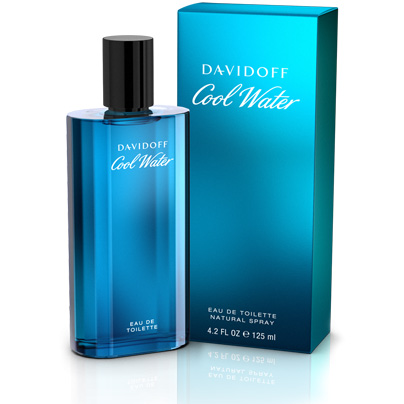 DAVIDOFF
Cool Water
EAU DE TOILETTE
NATURAL SPRAY
4.2 FL OZ ℮ 125 ml
DAVIDOFF
Cool Water
EAU DE
TOILETTE